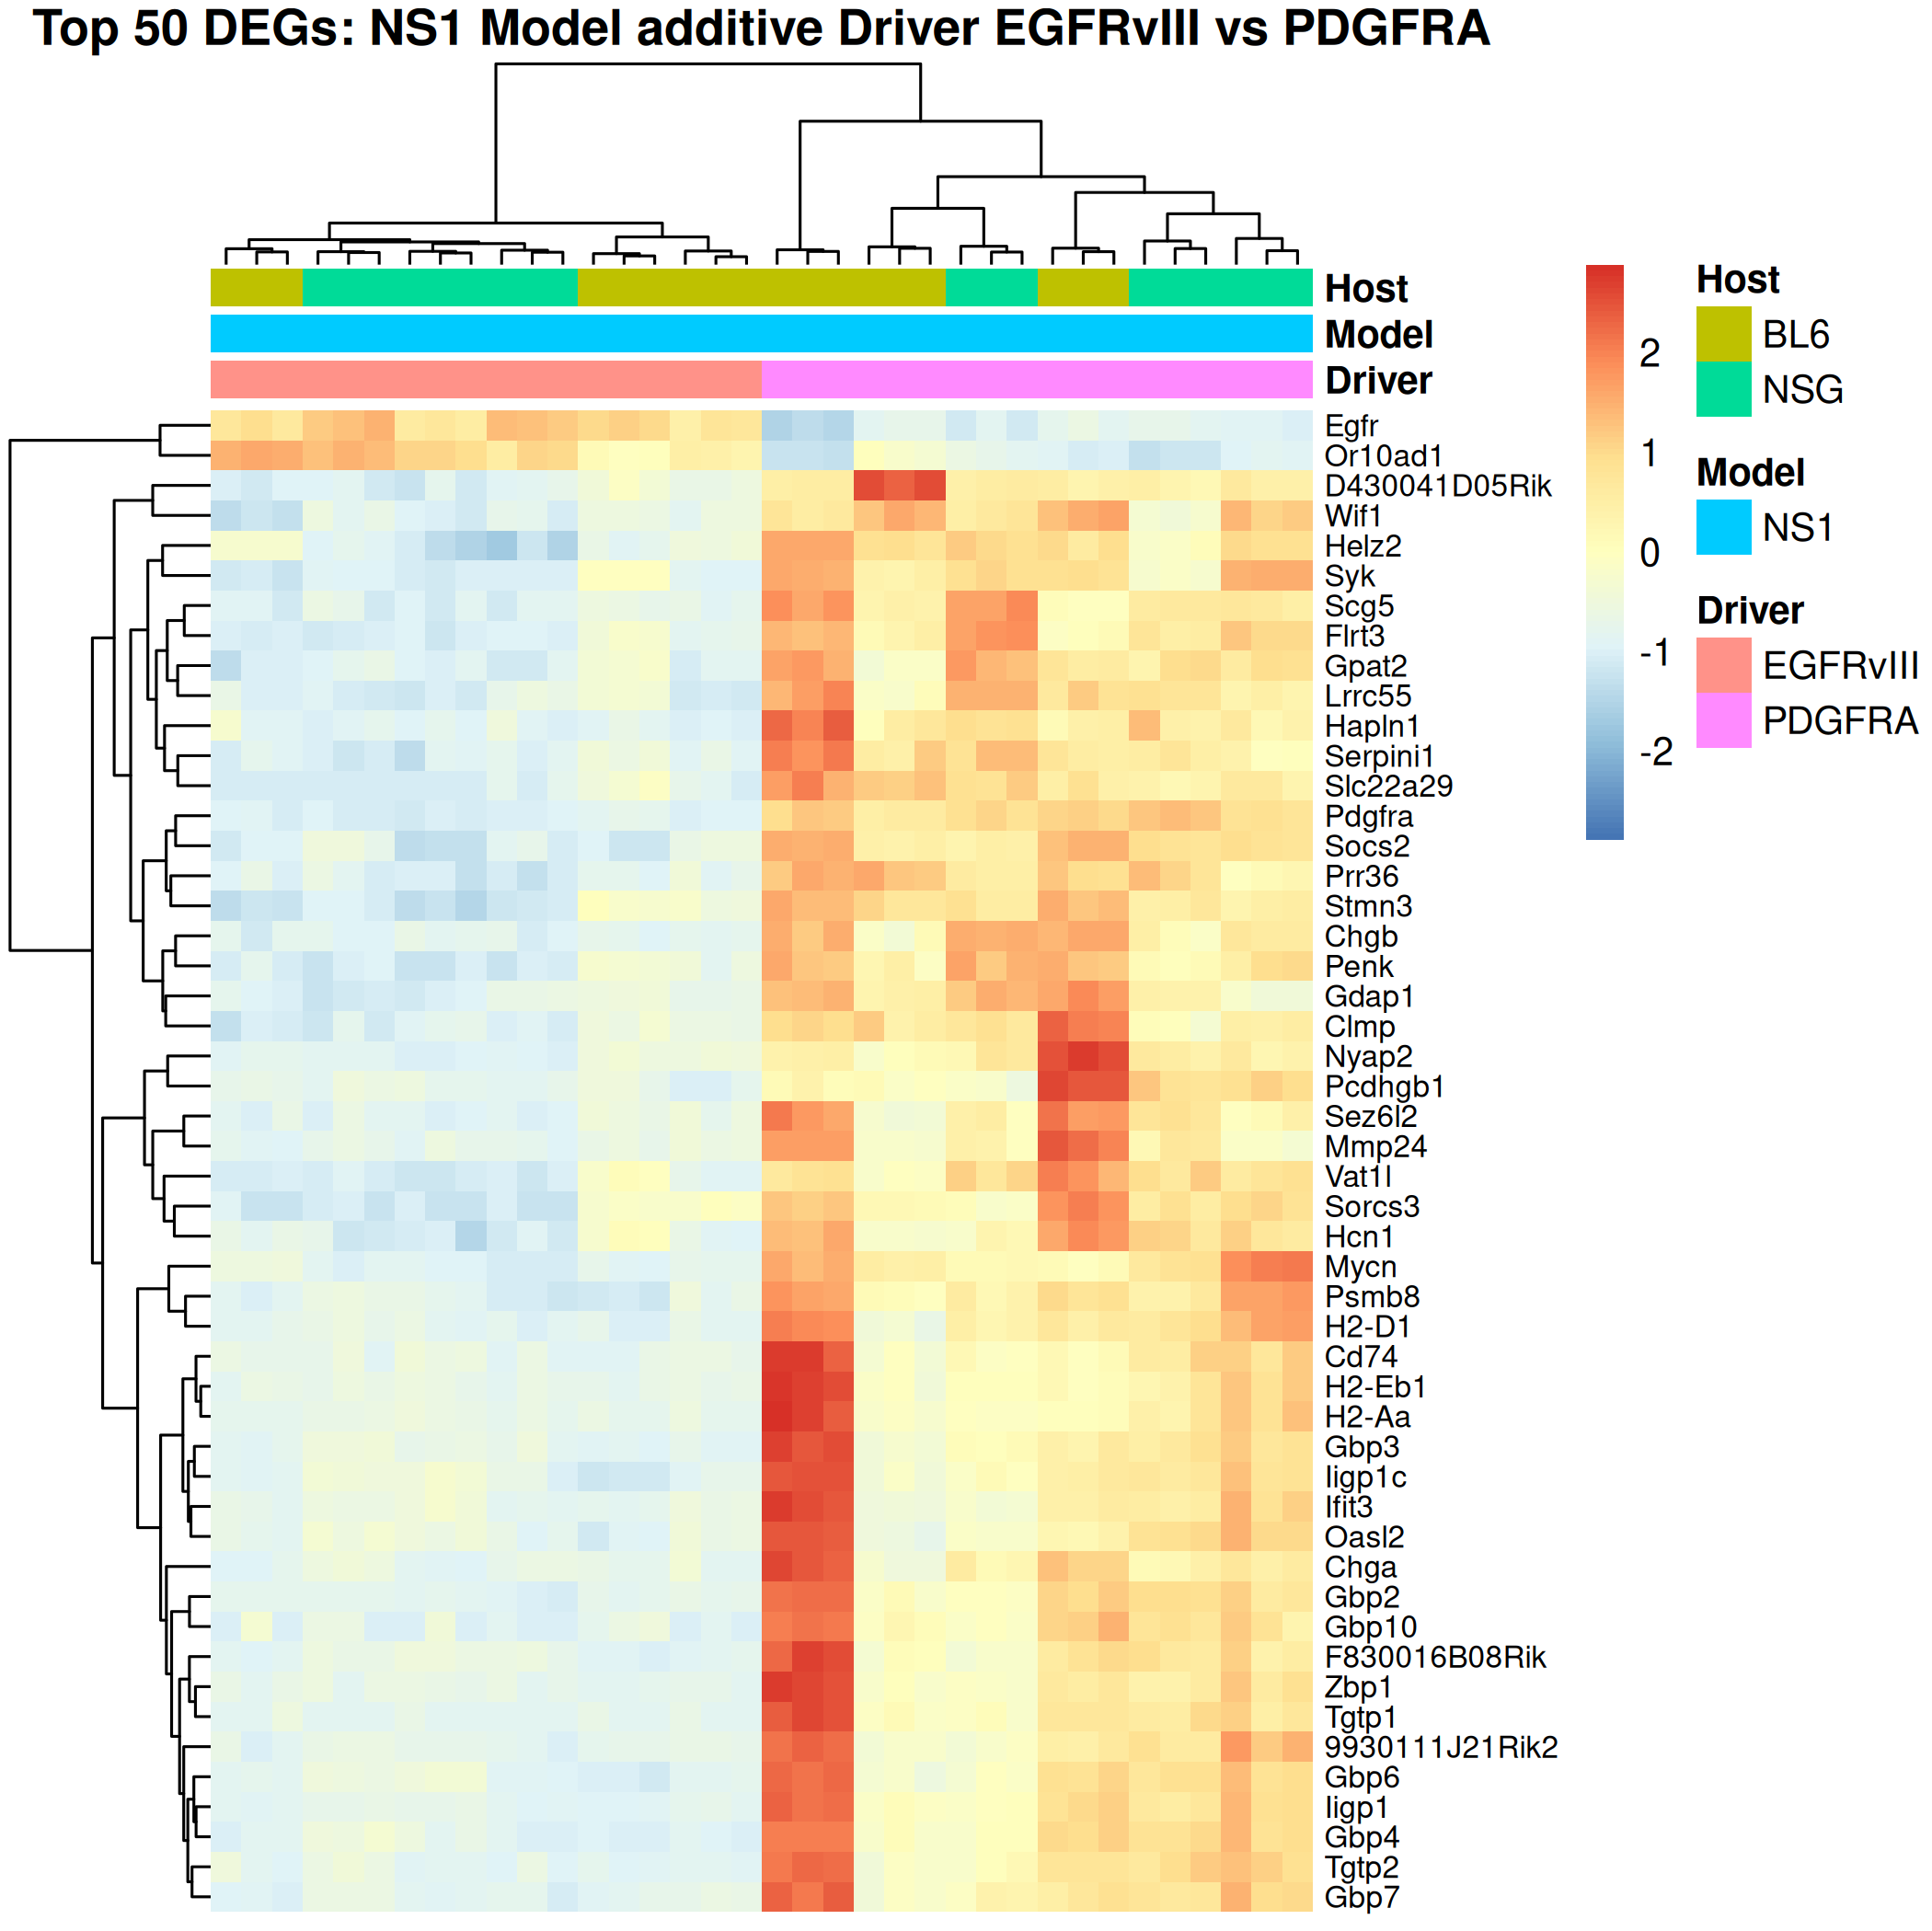 Top 50 DEGs: NS1 Model additive Driver EGFRvIII vs PDGFRA
Host
Model
Driver
Egfr
Or10ad1
D430041D05Rik
Wif1
Helz2
Syk
Scg5
Flrt3
Gpat2
Lrrc55
Hapln1
Serpini1
Slc22a29
Pdgfra
Socs2
Prr36
Stmn3
Chgb
Penk
Gdap1
Clmp
Nyap2
Pcdhgb1
Sez6l2
Mmp24
Vat1l
Sorcs3
Hcn1
Mycn
Psmb8
H2-D1
Cd74
H2-Eb1
H2-Aa
Gbp3
Iigp1c
Ifit3
Oasl2
Chga
Gbp2
Gbp10
F830016B08Rik
Zbp1
Tgtp1
9930111J21Rik2
Gbp6
Iigp1
Gbp4
Tgtp2
Gbp7
2
1
0
-1
-2
Host
BL6
NSG
Model
NS1
Driver
EGFRvIII
PDGFRA